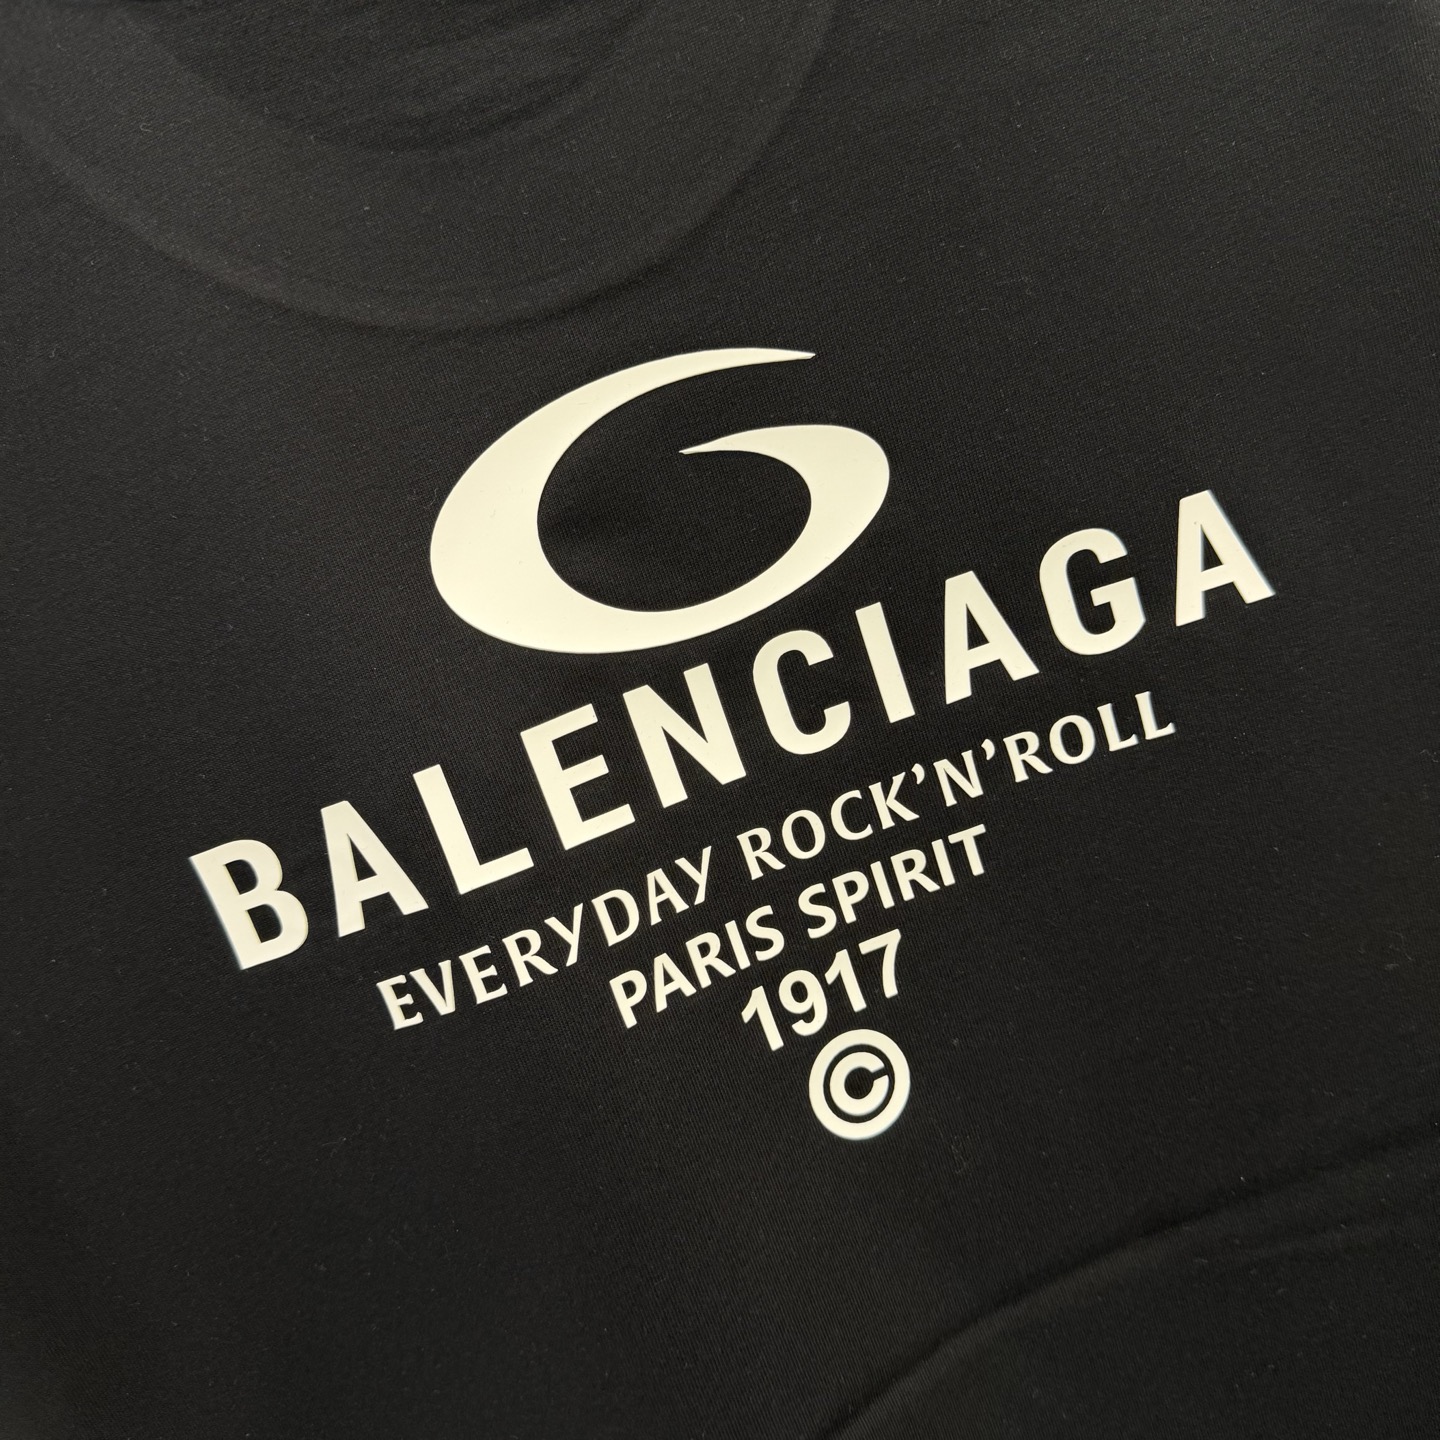 BALENCIAGA
EVERYDAY ROCK'N'ROLL
PARIS SPIRIT
1917
©